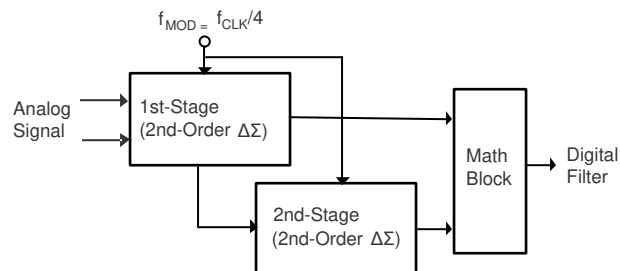 f_MOD = f_CLK/4
Analog
Signal
1st-Stage
(2nd-Order ΔΣ)
Math
Block
Digital
Filter
2nd-Stage
(2nd-Order ΔΣ)